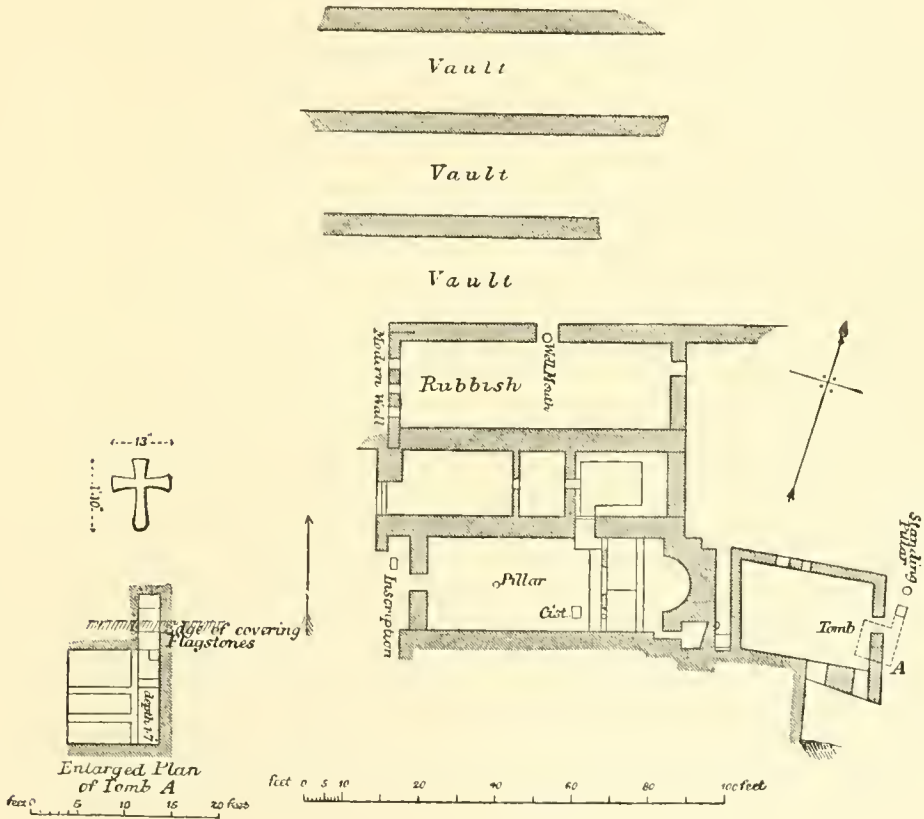 Vault
Vault
Vault
Modern Wall
Rubbish
Well Mouth
13"
1'10"
Inscription
Pillar
Cist
Tomb
A
Standing
Pillar
Edge of covering
Flagstones
depth 1'7"
Enlarged Plan
of Tomb A
feet 0 5 10 15 20 feet
feet 0 5 10 20 40 60 80 100 feet